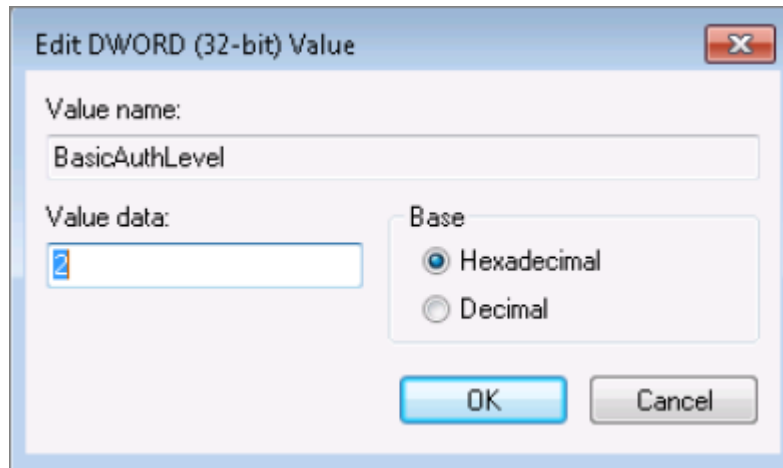 Edit DWORD (32-bit) Value
Value name:
BasicAuthLevel
Value data:
2
Base
Hexadecimal
Decimal
OK
Cancel